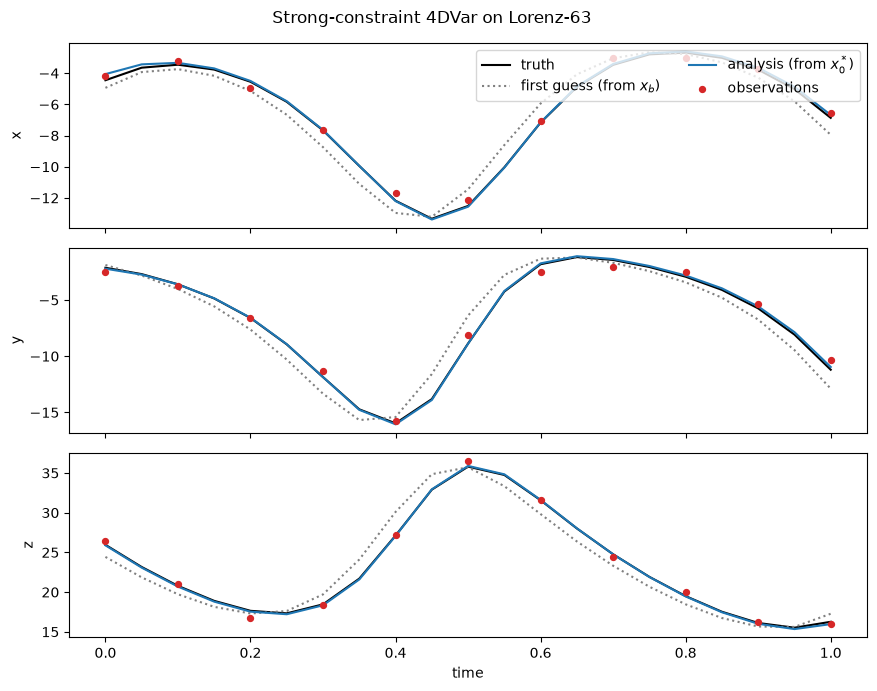 Strong-constraint 4DVar on Lorenz-63
truth
first guess (from x_b)
analysis (from x_0^*)
observations
x
−4
−6
−8
−10
−12
y
−5
−10
−15
z
35
30
25
20
15
0.0 0.2 0.4 0.6 0.8 1.0
time